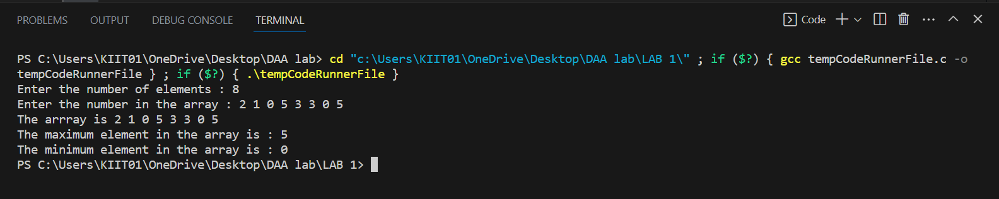 PROBLEMS OUTPUT DEBUG CONSOLE TERMINAL Code
PS C:\Users\KIIT01\OneDrive\Desktop\DAA lab> cd "c:\Users\KIIT01\OneDrive\Desktop\DAA lab\LAB 1\" ; if ($?) { gcc tempCodeRunnerFile.c -o
tempCodeRunnerFile } ; if ($?) { .\tempCodeRunnerFile }
Enter the number of elements : 8
Enter the number in the array : 2 1 0 5 3 3 0 5
The arrray is 2 1 0 5 3 3 0 5
The maximum element in the array is : 5
The minimum element in the array is : 0
PS C:\Users\KIIT01\OneDrive\Desktop\DAA lab\LAB 1>